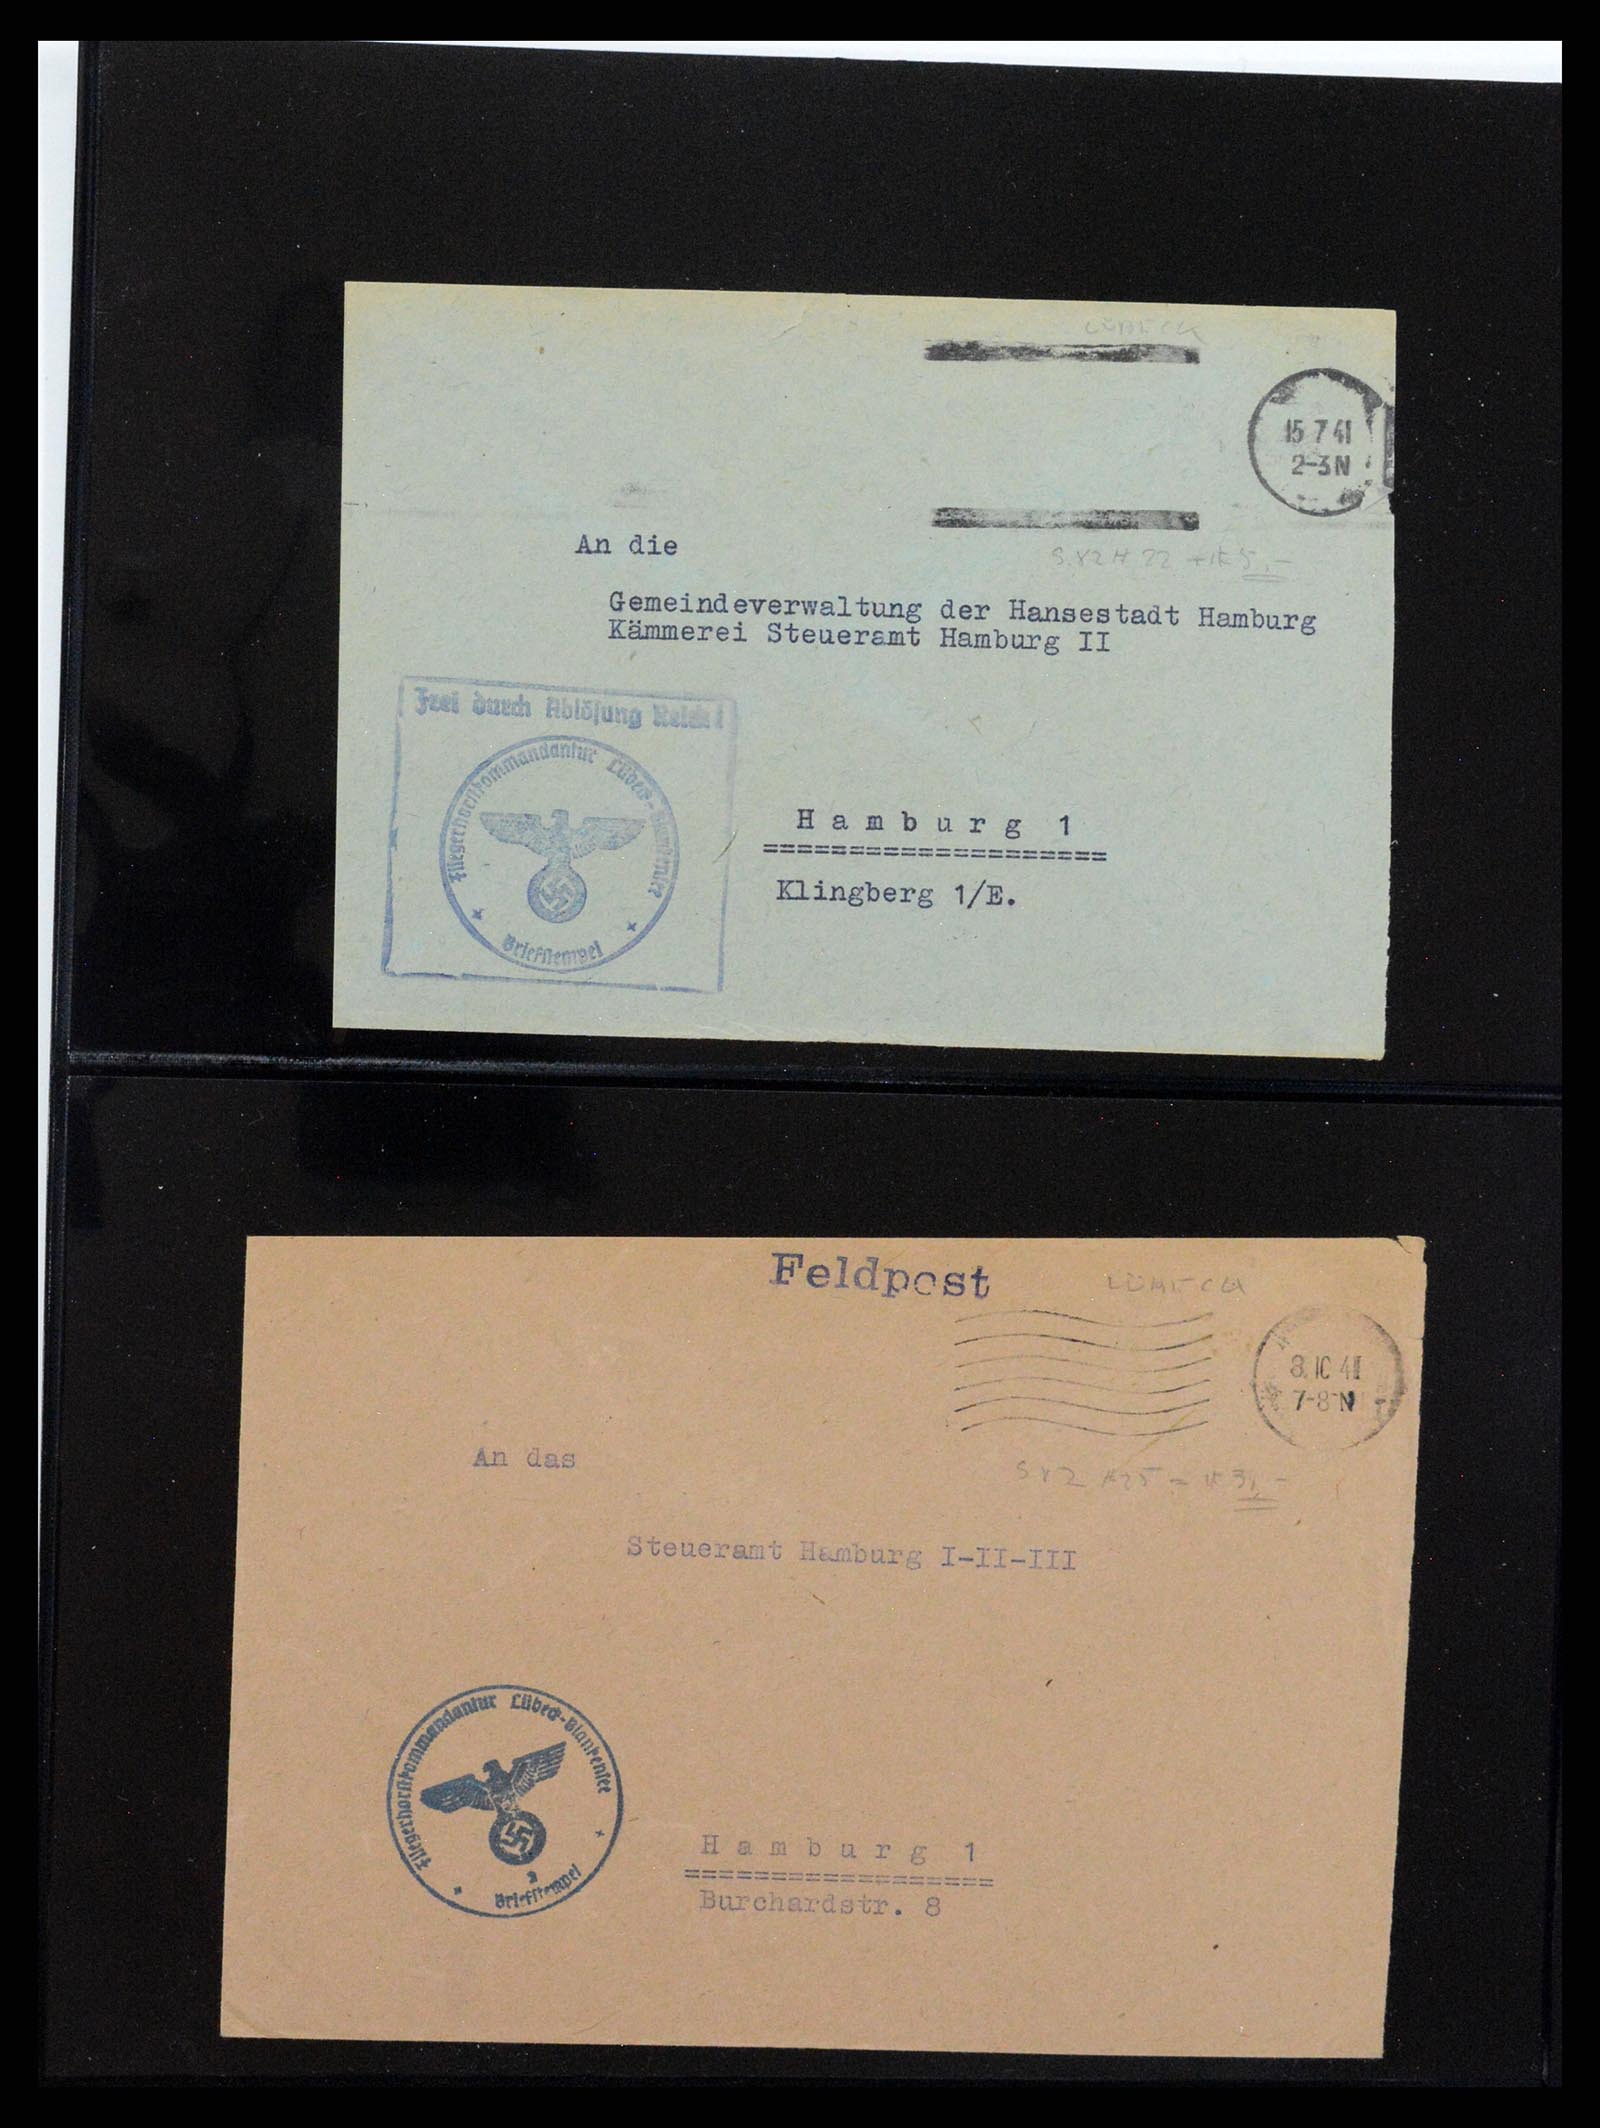 LÜBECK
15 7 41
2-3 N
An die
Gemeindeverwaltung der Hansestadt Hamburg
Kämmerei Steueramt Hamburg II
Frei durch Ablösung Reich!
Fliegerhorstkommandantur Lübeck-Blankensee
Briefstempel
H a m b u r g 1
====================
Klingberg 1/E.
Feldpost
LÜBECK
8.10 41
7-8 N
An das
Steueramt Hamburg I-II-III
Fliegerhorstkommandantur Lübeck-Blankensee
Briefstempel
H a m b u r g 1
==================
Burchardstr. 8